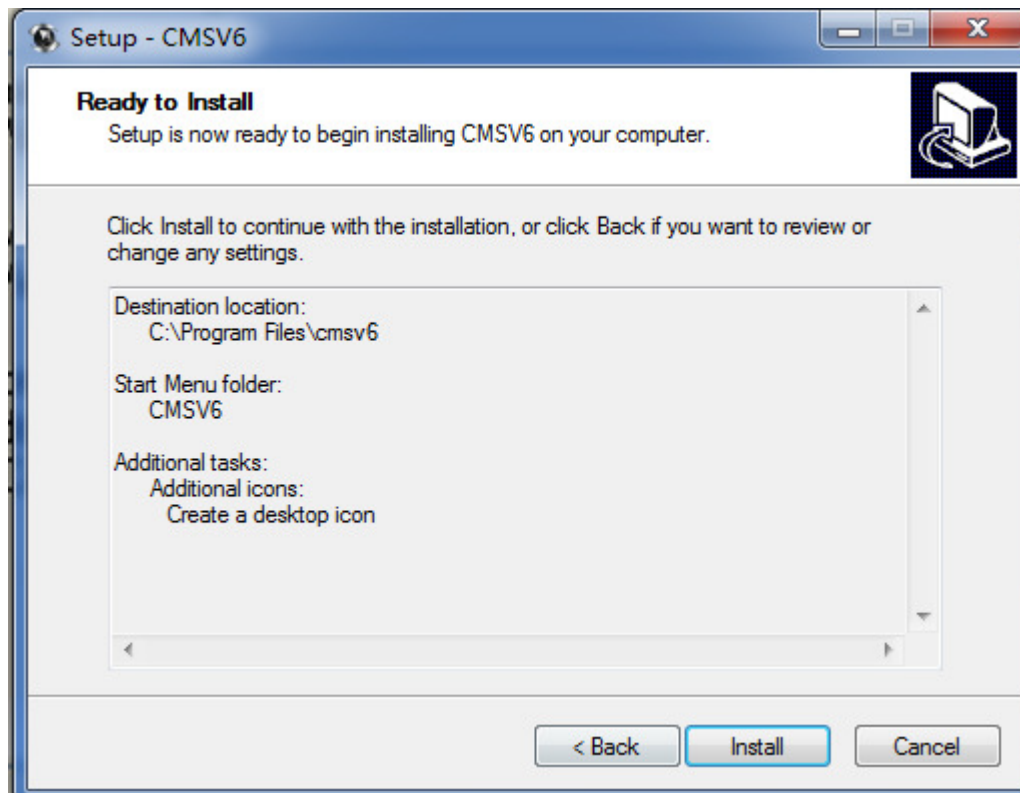 Setup - CMSV6
Ready to Install
Setup is now ready to begin installing CMSV6 on your computer.
Click Install to continue with the installation, or click Back if you want to review or
change any settings.
Destination location:
C:\Program Files\cmsv6
Start Menu folder:
CMSV6
Additional tasks:
Additional icons:
Create a desktop icon
< Back
Install
Cancel